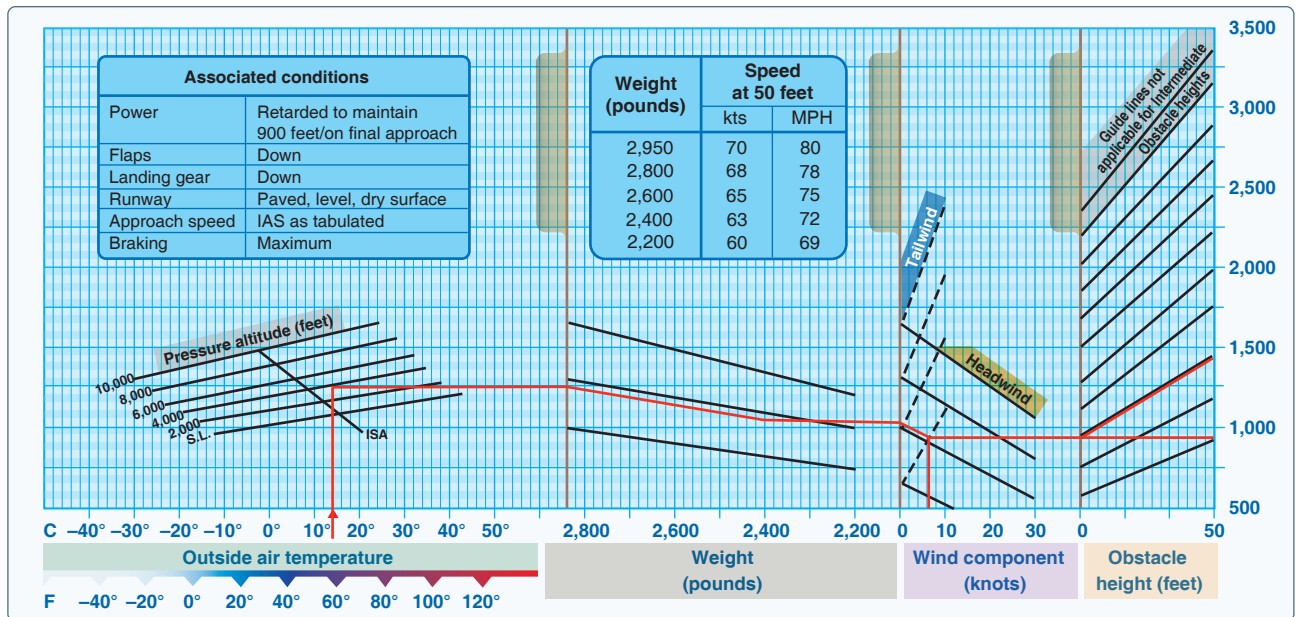 Associated conditions
Power Retarded to maintain
900 feet/on final approach
Flaps Down
Landing gear Down
Runway Paved, level, dry surface
Approach speed IAS as tabulated
Braking Maximum
Weight
(pounds)
Speed
at 50 feet
kts MPH
2,950 70 80
2,800 68 78
2,600 65 75
2,400 63 72
2,200 60 69
Guide lines not
applicable for Intermediate
Obstacle heights
3,500
3,000
2,500
2,000
1,500
1,000
500
Tailwind
Headwind
Pressure altitude (feet)
10,000
8,000
6,000
4,000
2,000
S.L.
ISA
C –40° –30° –20° –10° 0° 10° 20° 30° 40° 50°
2,800 2,600 2,400 2,200
0 10 20 30
0 50
Outside air temperature
F –40° –20° 0° 20° 40° 60° 80° 100° 120°
Weight
(pounds)
Wind component
(knots)
Obstacle
height (feet)